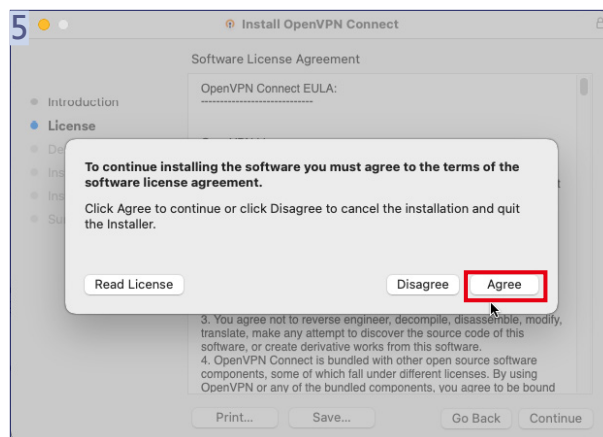 5
Install OpenVPN Connect
Software License Agreement
OpenVPN Connect EULA:
----------------------------
Introduction
License
De
Ins
Ins
Su
To continue installing the software you must agree to the terms of the
software license agreement.
Click Agree to continue or click Disagree to cancel the installation and quit
the Installer.
Read License
Disagree
Agree
3. You agree not to reverse engineer, decompile, disassemble, modify,
translate, make any attempt to discover the source code of this
software, or create derivative works from this software.
4. OpenVPN Connect is bundled with other open source software
components, some of which fall under different licenses. By using
OpenVPN or any of the bundled components, you agree to be bound
Print...
Save...
Go Back
Continue